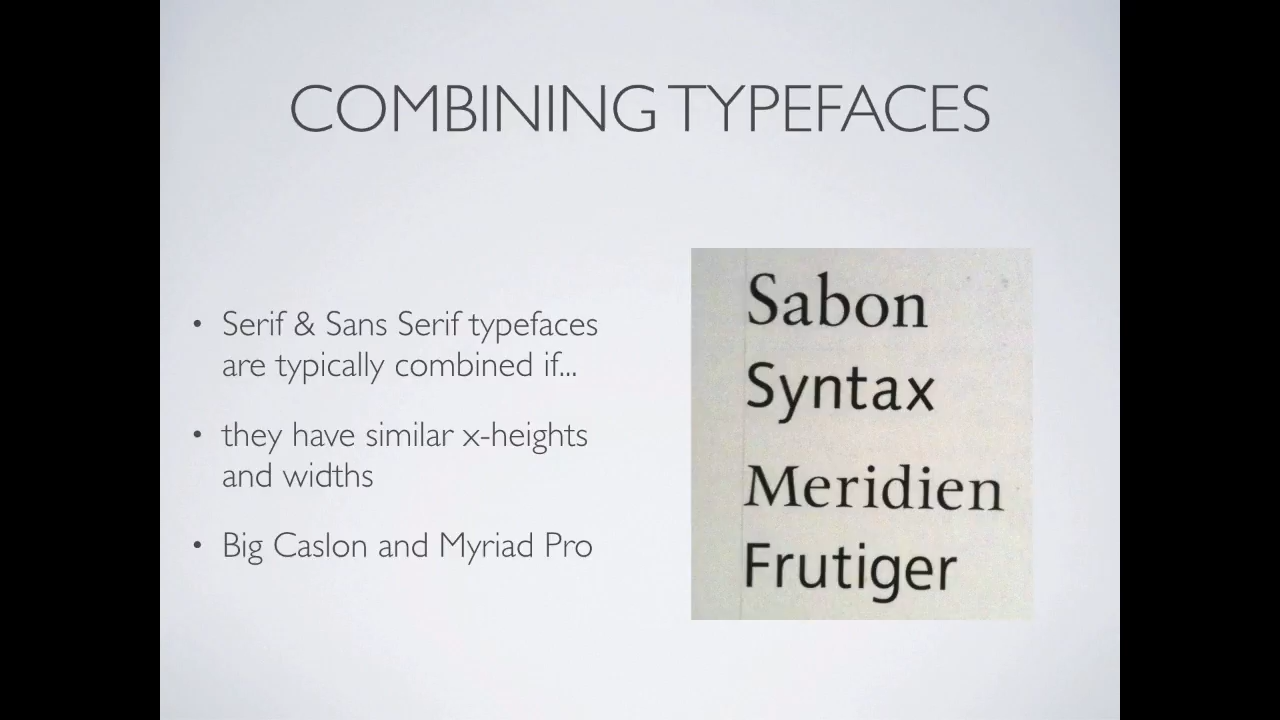 COMBINING TYPEFACES
• Serif & Sans Serif typefaces
are typically combined if...
• they have similar x-heights
and widths
• Big Caslon and Myriad Pro
Sabon
Syntax
Meridien
Frutiger